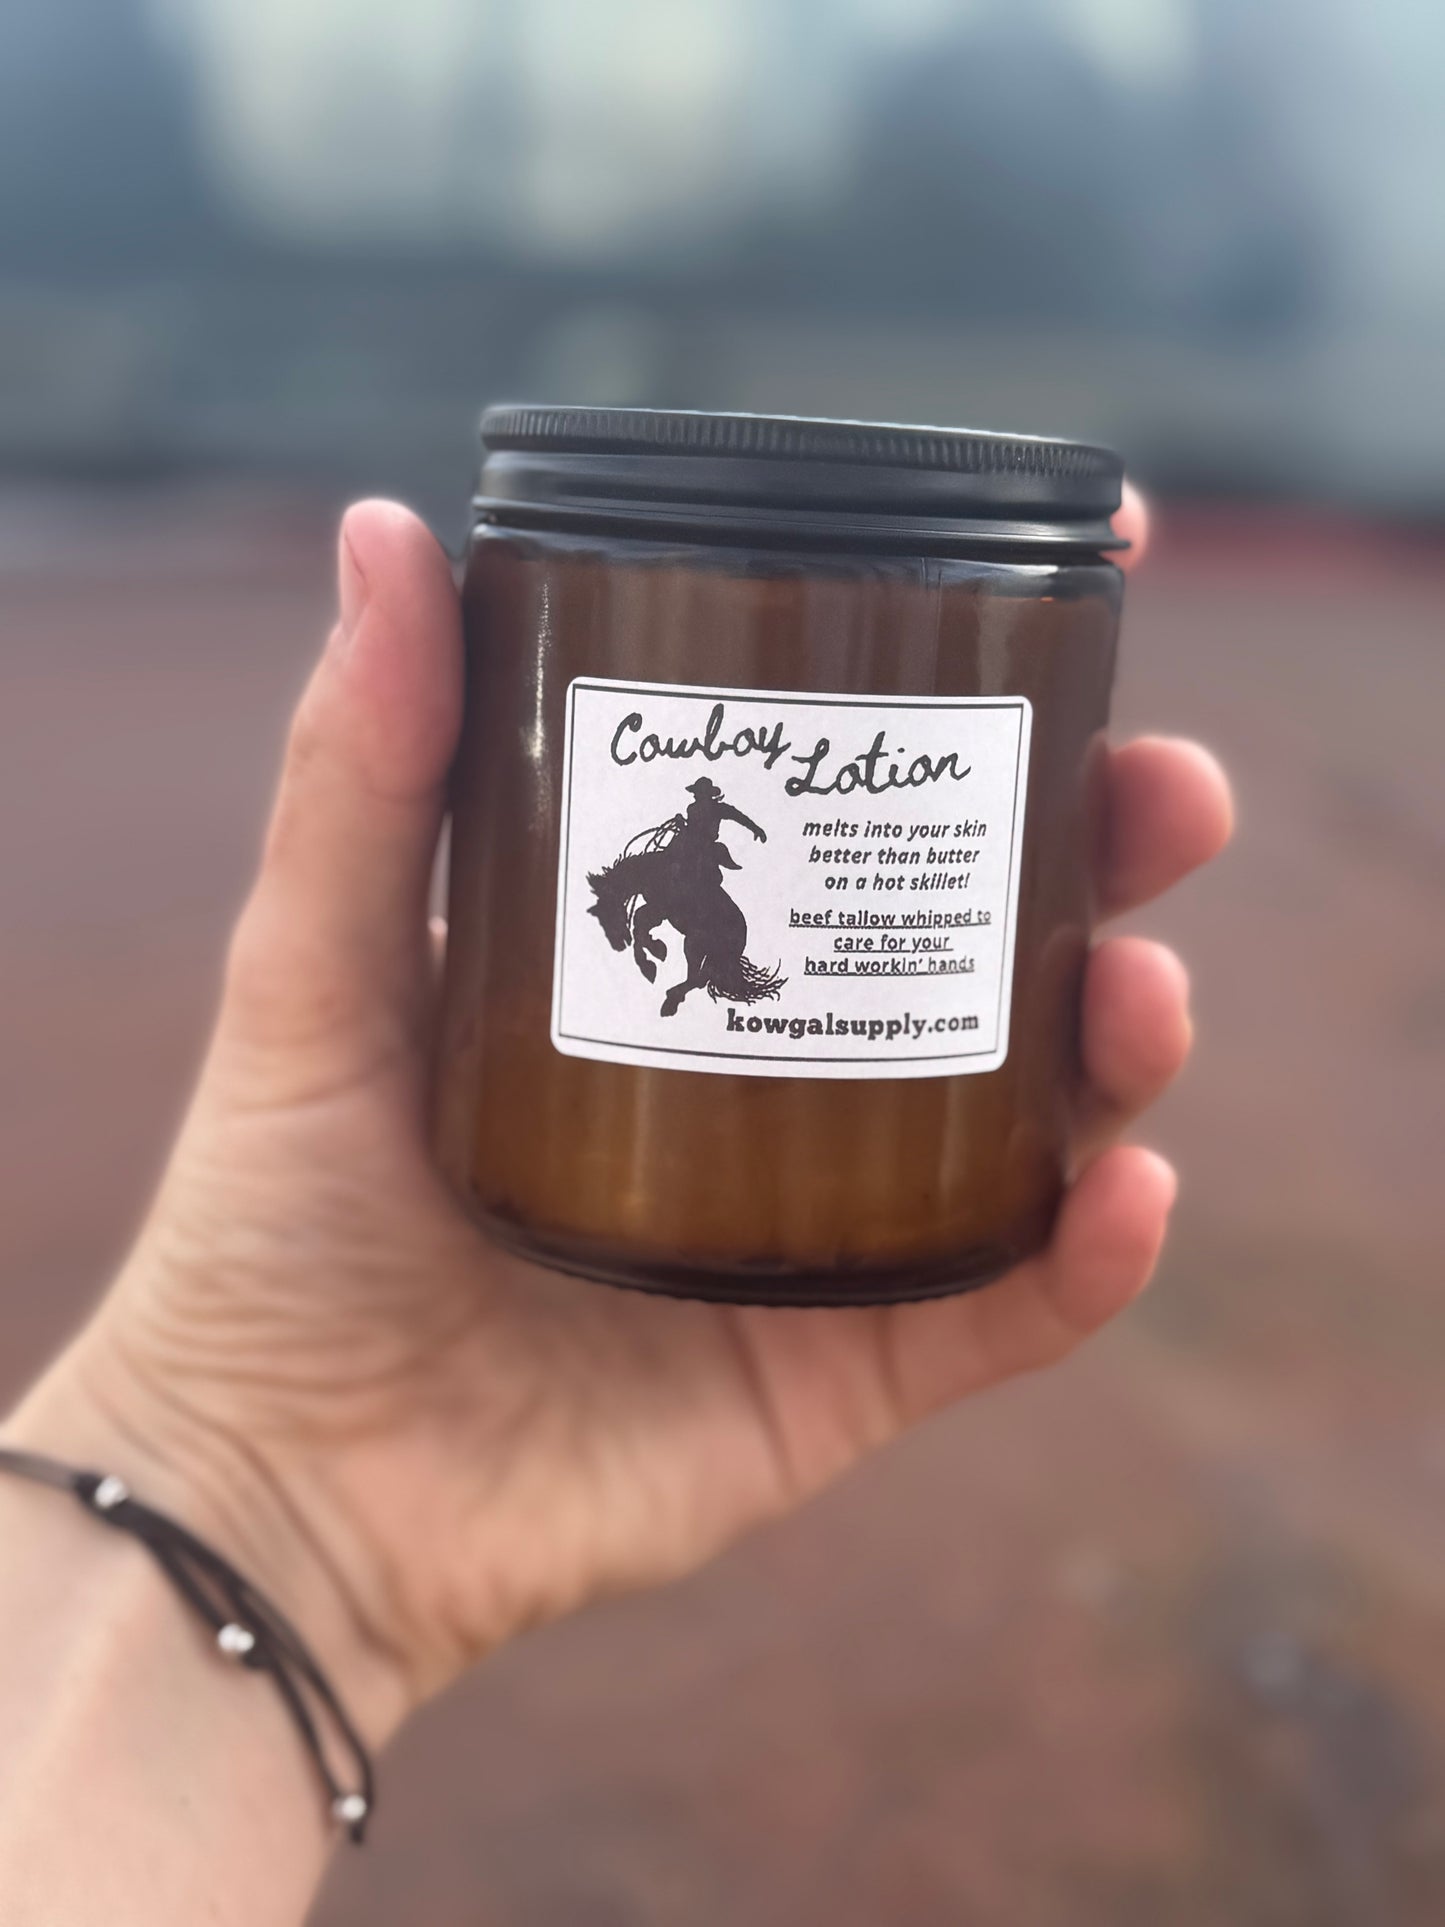 Cowboy Lotion
melts into your skin
better than butter
on a hot skillet!
beef tallow whipped to
care for your
hard workin' hands
kowgalsupply.com